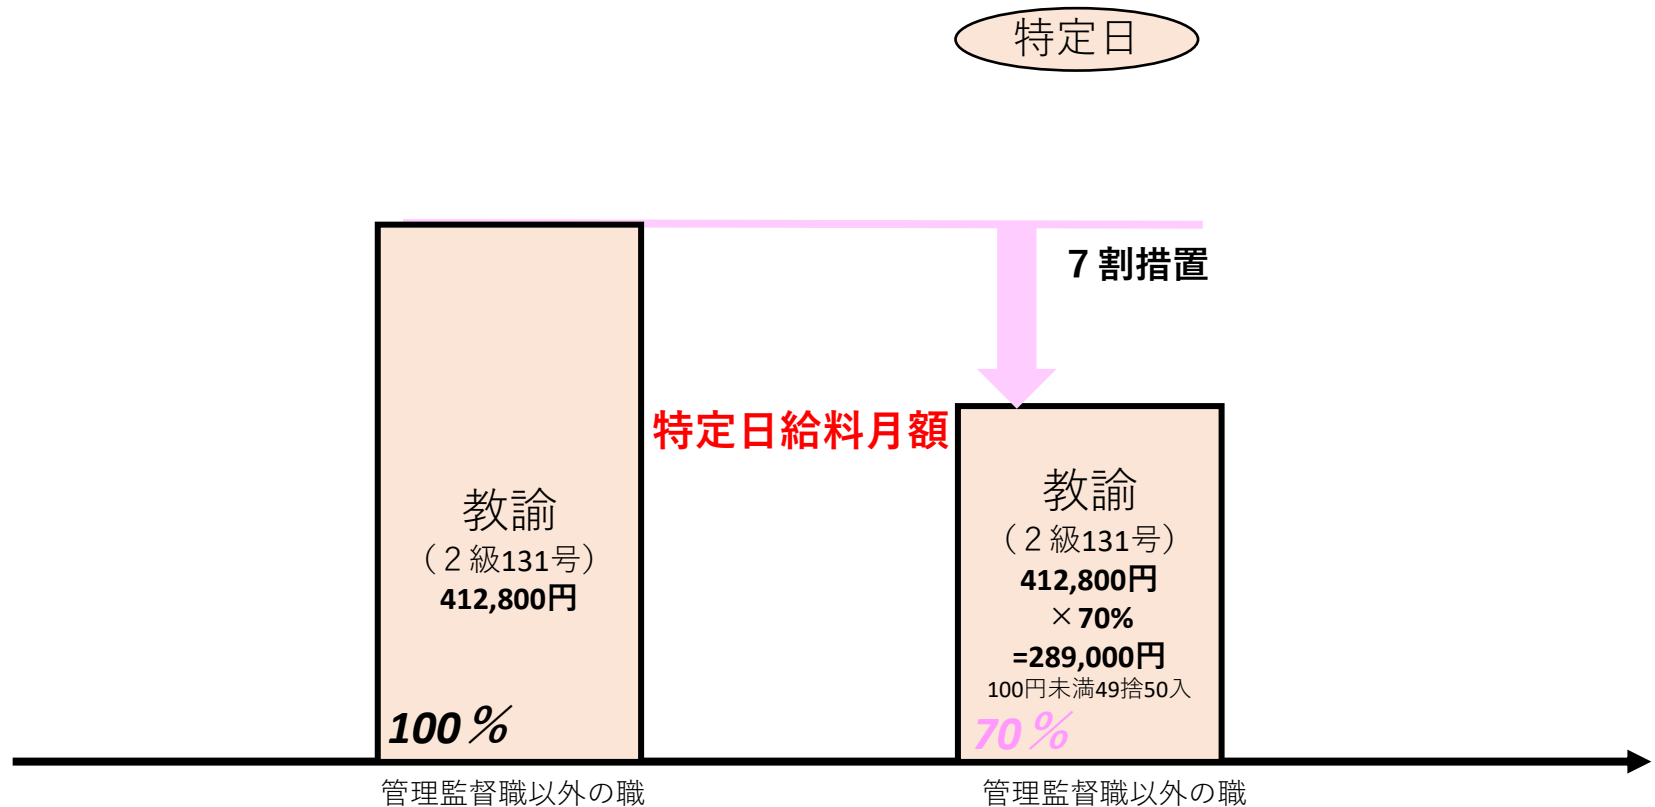 特定日
７割措置
特定日給料月額
教諭
（２級131号）
412,800円
100％
教諭
（２級131号）
412,800円
×70%
=289,000円
100円未満49捨50入
70％
管理監督職以外の職
管理監督職以外の職